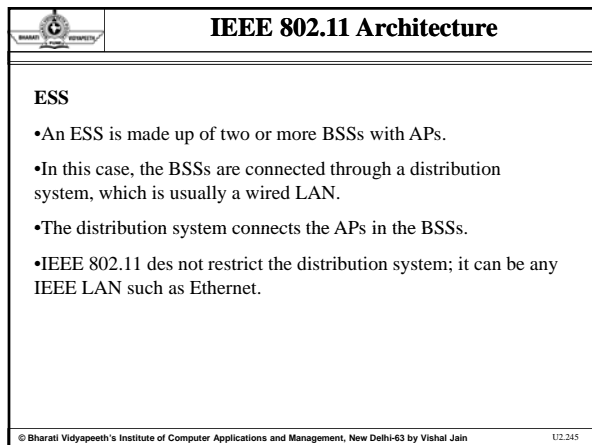 BHARATI VIDYAPEETH
PUNE
IEEE 802.11 Architecture
ESS
•An ESS is made up of two or more BSSs with APs.
•In this case, the BSSs are connected through a distribution
system, which is usually a wired LAN.
•The distribution system connects the APs in the BSSs.
•IEEE 802.11 des not restrict the distribution system; it can be any
IEEE LAN such as Ethernet.
© Bharati Vidyapeeth's Institute of Computer Applications and Management, New Delhi-63 by Vishal Jain U2.245